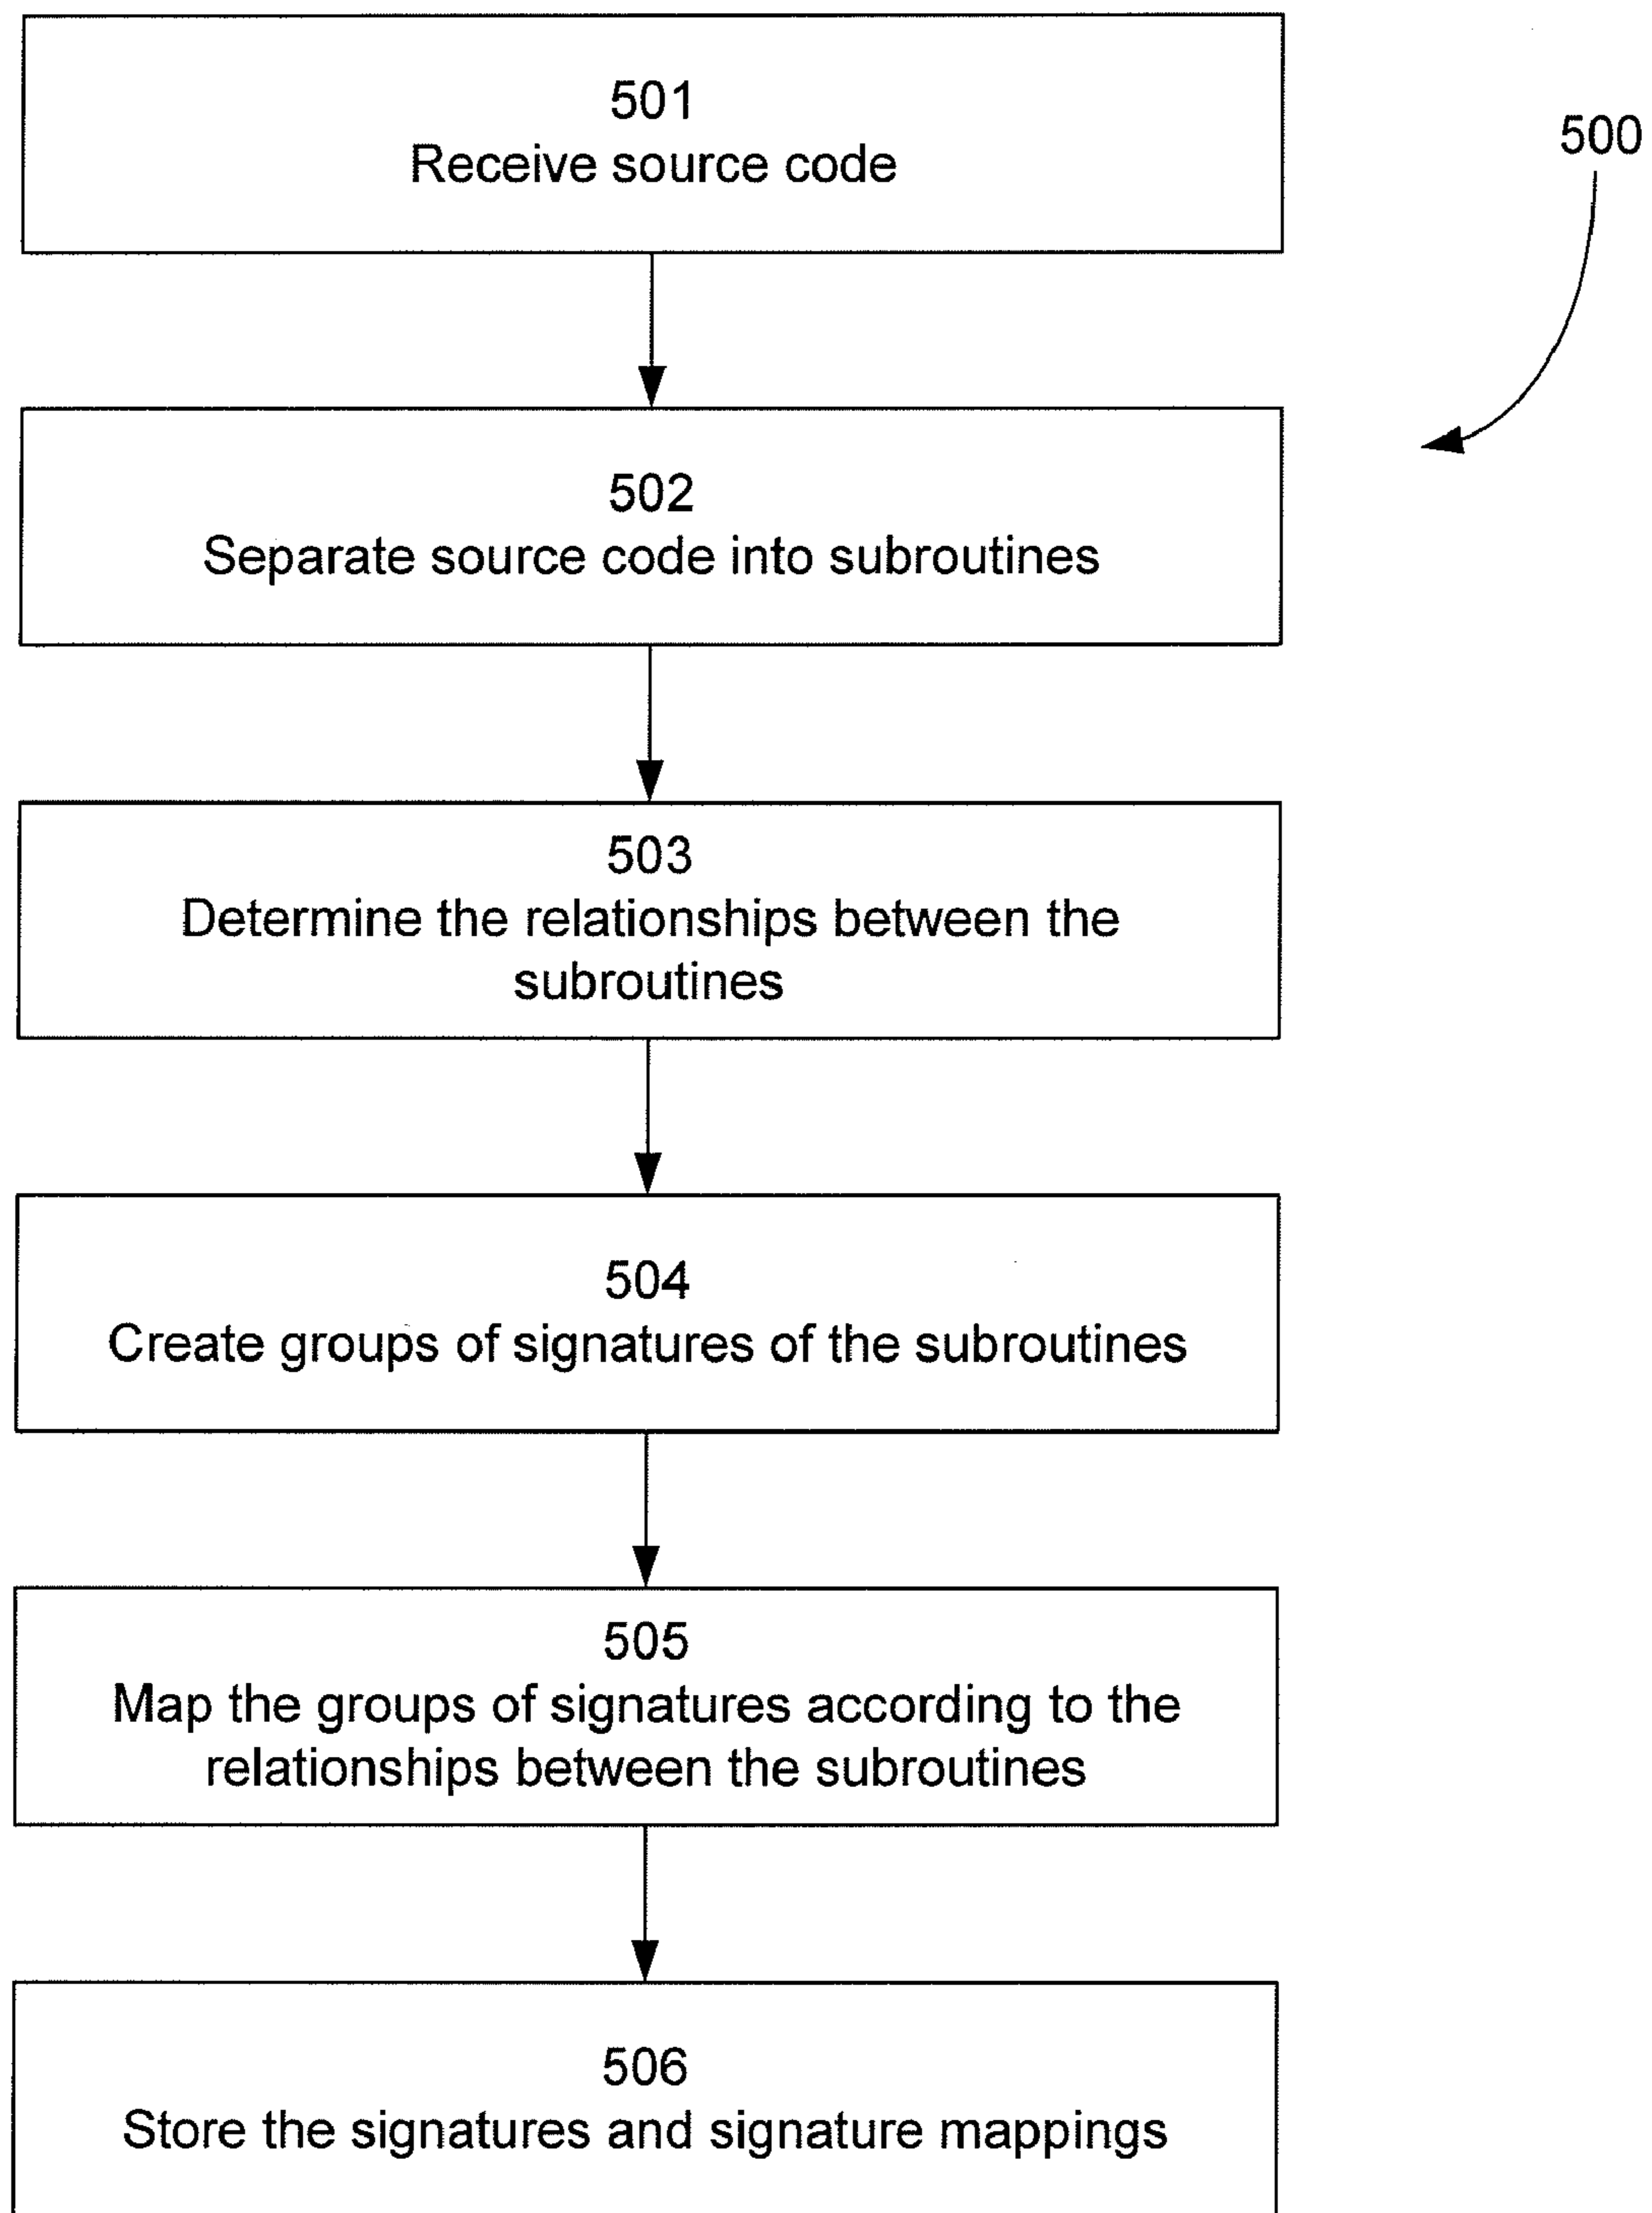 501
Receive source code
500
502
Separate source code into subroutines
503
Determine the relationships between the
subroutines
504
Create groups of signatures of the subroutines
505
Map the groups of signatures according to the
relationships between the subroutines
506
Store the signatures and signature mappings